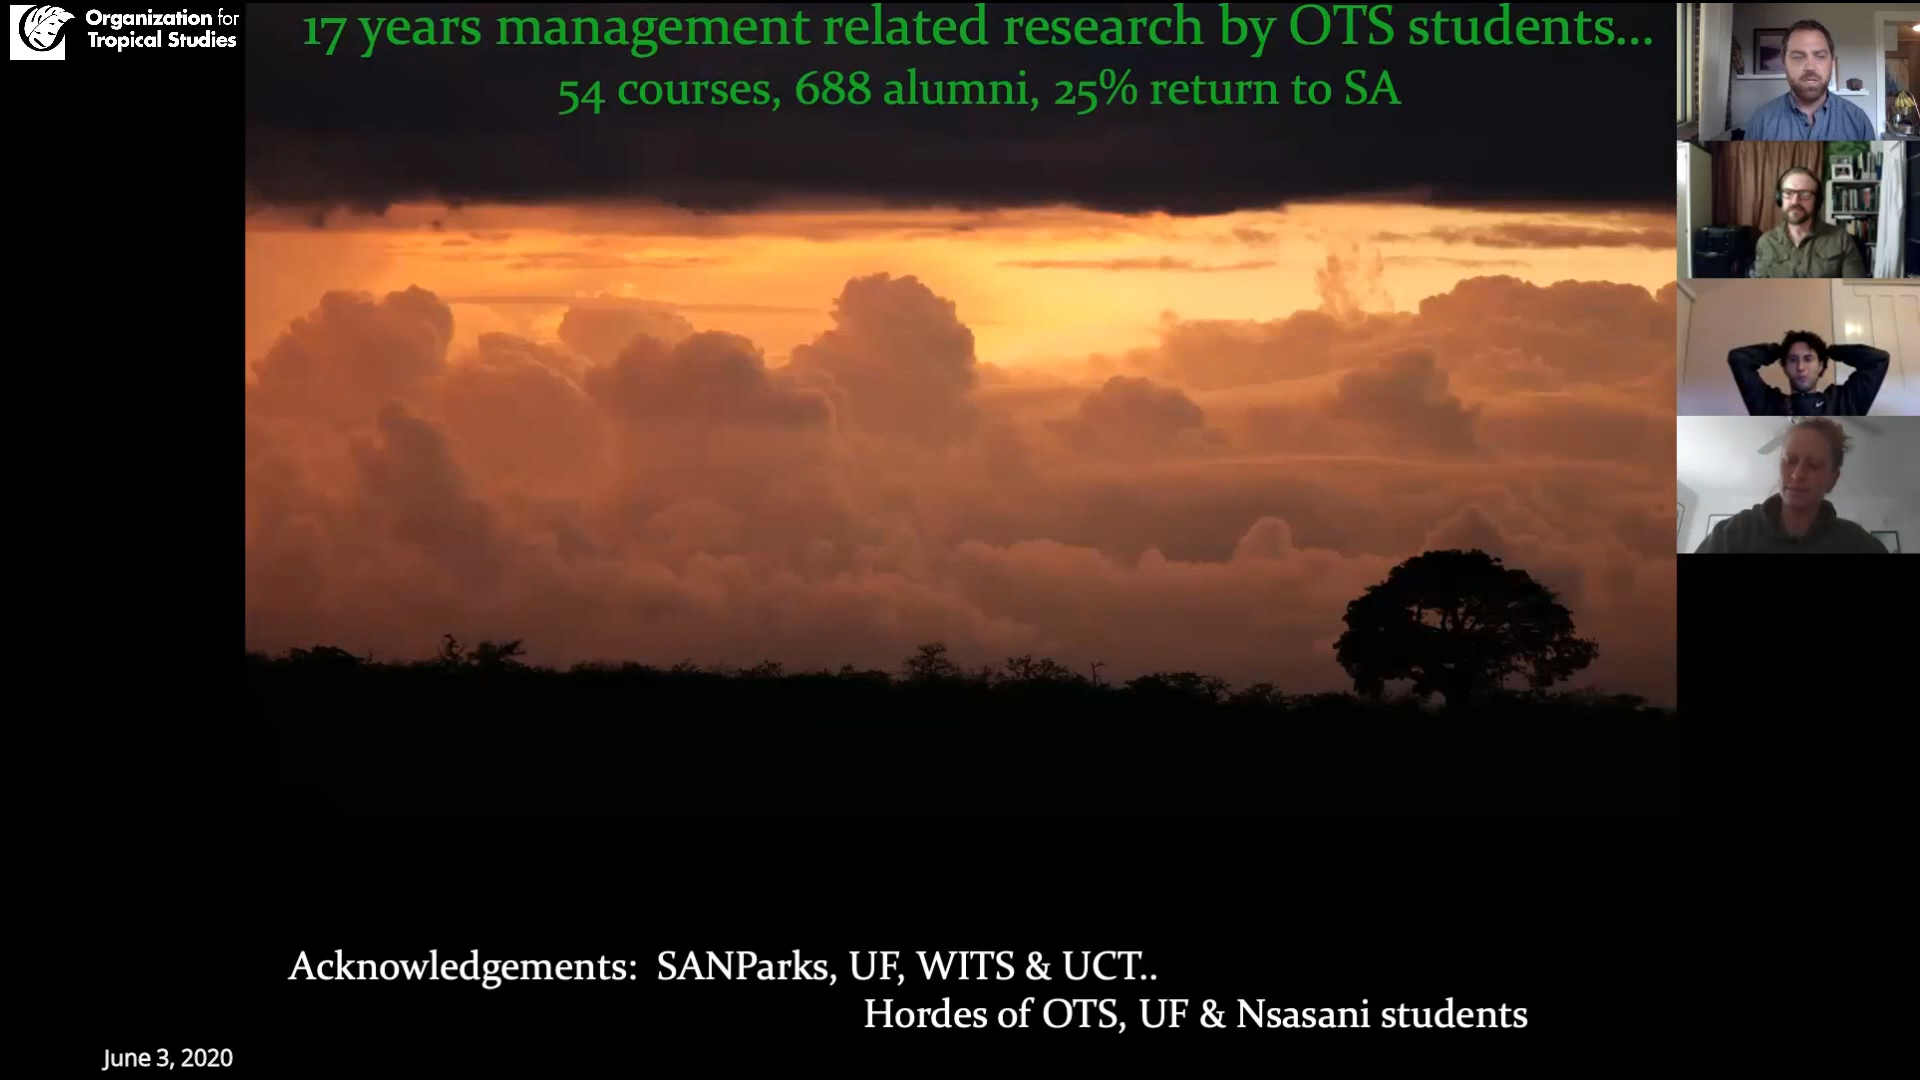 Organization for
Tropical Studies
17 years management related research by OTS students...
54 courses, 688 alumni, 25% return to SA
Acknowledgements: SANParks, UF, WITS & UCT..
Hordes of OTS, UF & Nsasani students
June 3, 2020